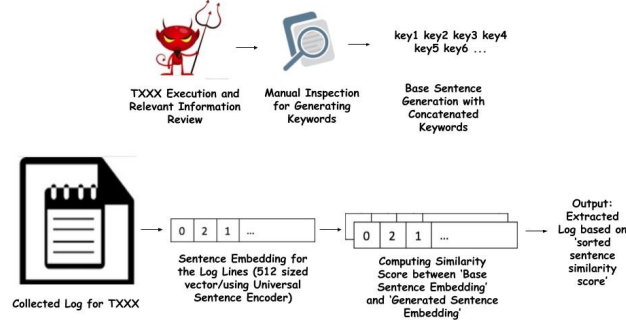 key1 key2 key3 key4
key5 key6 ...
TXXX Execution and
Relevant Information
Review
Manual Inspection
for Generating
Keywords
Base Sentence
Generation with
Concatenated
Keywords
0 2 1 ...
0 2 1 ...
Output:
Extracted
Log based on
'sorted
sentence
similarity
score'
Collected Log for TXXX
Sentence Embedding for
the Log Lines (512 sized
vector/using Universal
Sentence Encoder)
Computing Similarity
Score between 'Base
Sentence Embedding'
and 'Generated Sentence
Embedding'